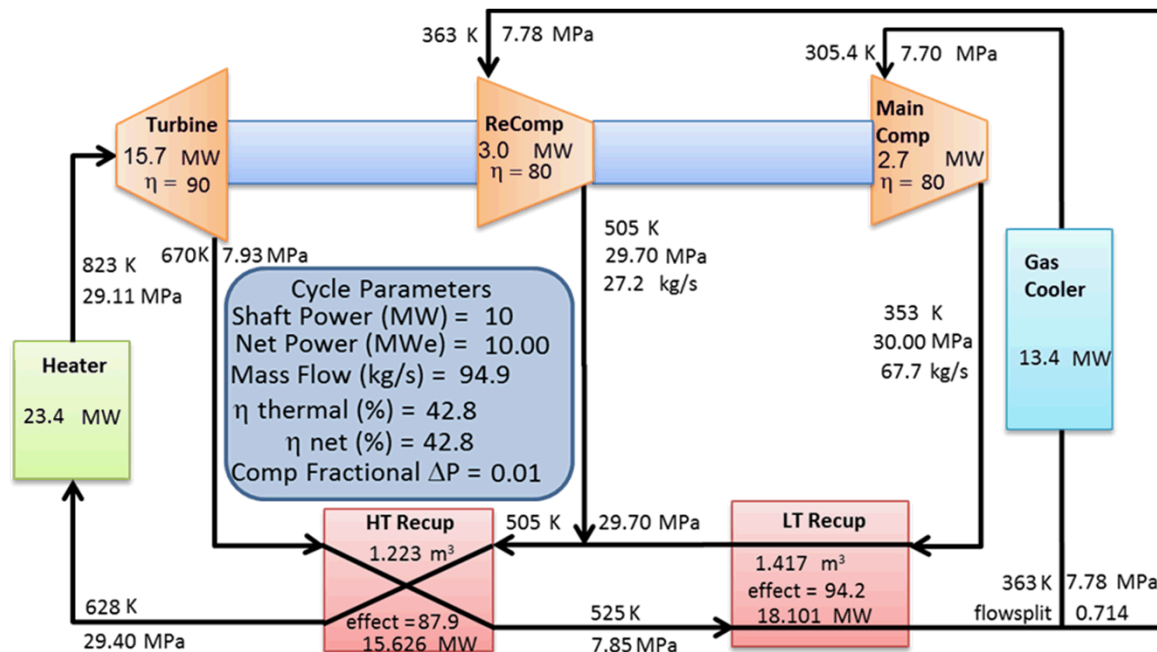 363 K 7.78 MPa
305.4 K 7.70 MPa
Turbine
15.7 MW
η = 90
ReComp
3.0 MW
η = 80
Main
Comp
2.7 MW
η = 80
823 K
29.11 MPa
670K 7.93 MPa
505 K
29.70 MPa
27.2 kg/s
353 K
30.00 MPa
67.7 kg/s
Gas
Cooler
13.4 MW
Cycle Parameters
Shaft Power (MW) = 10
Net Power (MWe) = 10.00
Mass Flow (kg/s) = 94.9
η thermal (%) = 42.8
η net (%) = 42.8
Comp Fractional ΔP = 0.01
Heater
23.4 MW
HT Recup
1.223 m³
effect = 87.9
15.626 MW
505 K 29.70 MPa
LT Recup
1.417 m³
effect = 94.2
18.101 MW
628 K
29.40 MPa
525K
7.85MPa
363K 7.78 MPa
flowsplit 0.714